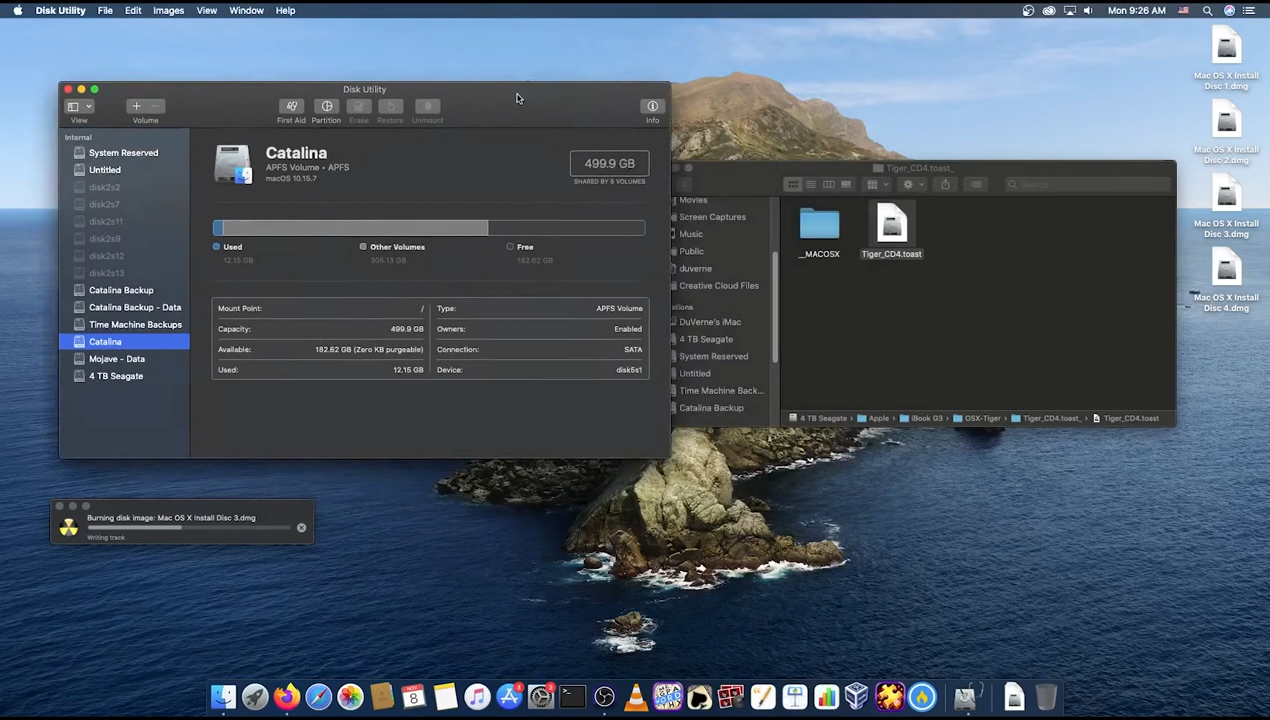 Disk Utility File Edit Images View Window Help
Mon 9:26 AM
Mac OS X Install
Disc 1.dmg
Mac OS X Install
Disc 2.dmg
Mac OS X Install
Disc 3.dmg
Mac OS X Install
Disc 4.dmg
Disk Utility
View
Volume
First Aid
Partition
Erase
Restore
Unmount
Info
Internal
System Reserved
Untitled
disk2s2
disk2s7
disk2s11
disk2s9
disk2s12
disk2s13
Catalina Backup
Catalina Backup - Data
Time Machine Backups
Catalina
Mojave - Data
4 TB Seagate
Catalina
APFS Volume • APFS
macOS 10.15.7
499.9 GB
SHARED BY 5 VOLUMES
Used
12.15 GB
Other Volumes
305.13 GB
Free
182.62 GB
Mount Point: /
Capacity: 499.9 GB
Available: 182.62 GB (Zero KB purgeable)
Used: 12.15 GB
Type: APFS Volume
Owners: Enabled
Connection: SATA
Device: disk5s1
Tiger_CD4.toast_
Search
Movies
Screen Captures
Music
Public
duverne
Creative Cloud Files
ations
DuVerne's iMac
4 TB Seagate
System Reserved
Untitled
Time Machine Back...
Catalina Backup
__MACOSX
Tiger_CD4.toast
4 TB Seagate › Apple › iBook G3 › OSX-Tiger › Tiger_CD4.toast_ › Tiger_CD4.toast
Burning disk image: Mac OS X Install Disc 3.dmg
Writing track
NOV
8